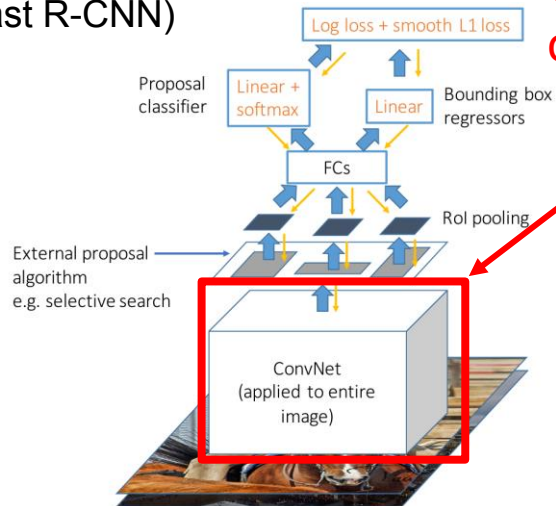 ast R-CNN)
Log loss + smooth L1 loss
Proposal
classifier
Linear +
softmax
Linear
Bounding box
regressors
FCs
RoI pooling
External proposal
algorithm
e.g. selective search
ConvNet
(applied to entire
image)